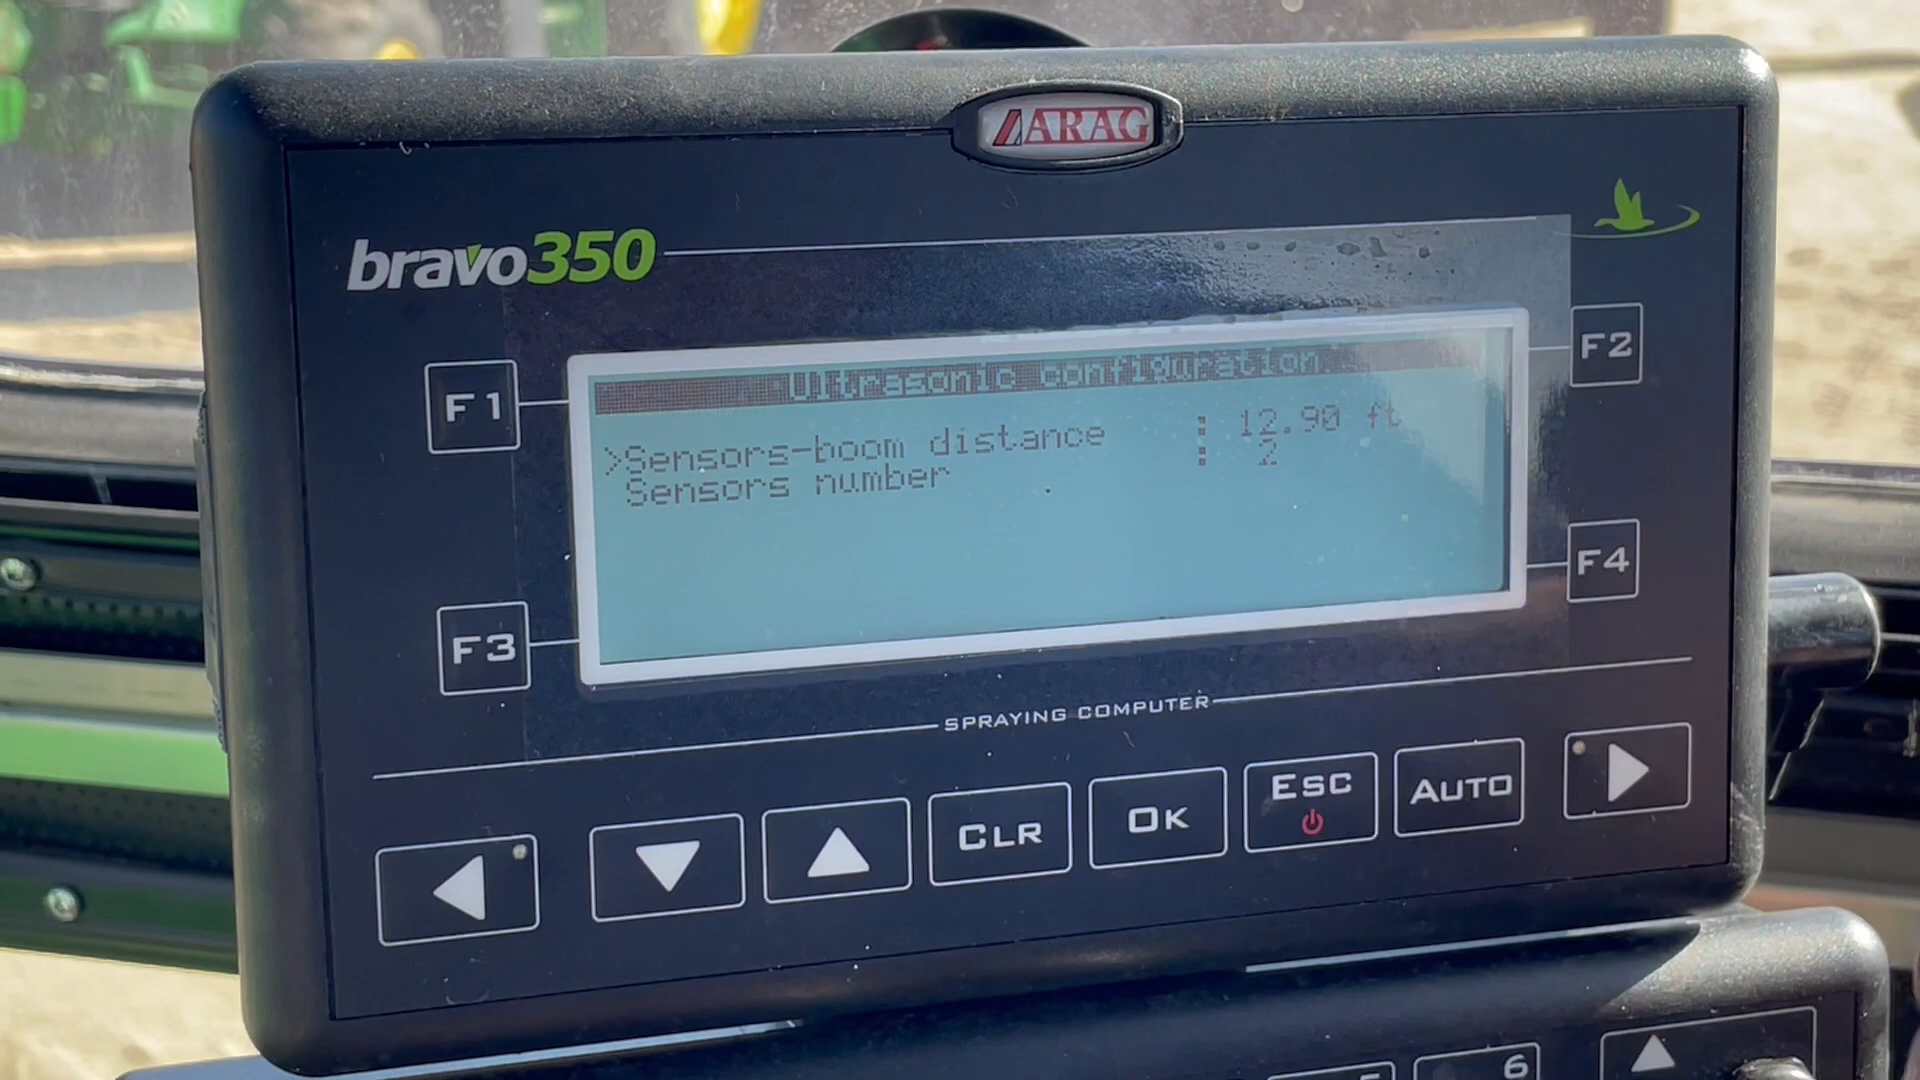 ARAG
bravo350
F1
F2
Ultrasonic configuration
>Sensors-boom distance : 12.90 ft
Sensors number : 2
F3
F4
SPRAYING COMPUTER
CLR
OK
ESC
AUTO
6